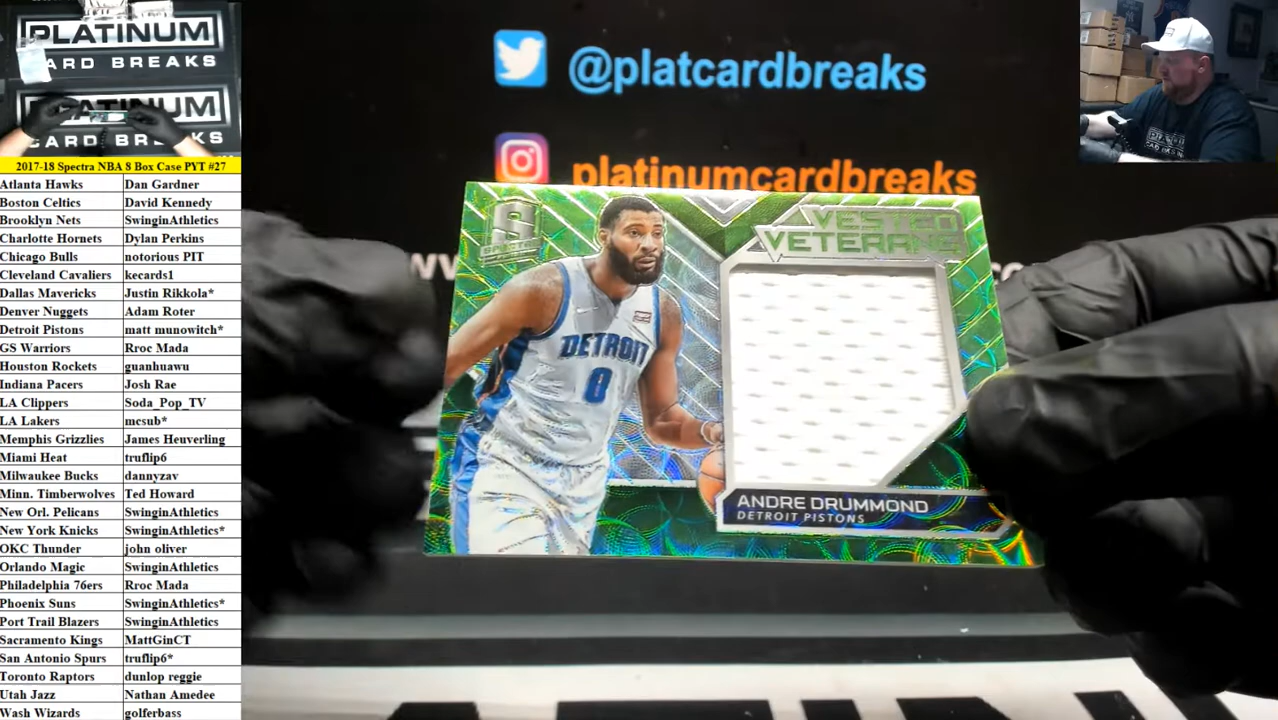 PLATINUM
CARD BREAKS
PLATINUM
CARD BREAKS
2017-18 Spectra NBA 8 Box Case PYT #27
Atlanta Hawks Dan Gardner
Boston Celtics David Kennedy
Brooklyn Nets SwinginAthletics
Charlotte Hornets Dylan Perkins
Chicago Bulls notorious PIT
Cleveland Cavaliers kecards1
Dallas Mavericks Justin Rikkola*
Denver Nuggets Adam Roter
Detroit Pistons matt munowitch*
GS Warriors Rroc Mada
Houston Rockets guanhuawu
Indiana Pacers Josh Rae
LA Clippers Soda_Pop_TV
LA Lakers mcsub*
Memphis Grizzlies James Heuverling
Miami Heat truflip6
Milwaukee Bucks dannyzav
Minn. Timberwolves Ted Howard
New Orl. Pelicans SwinginAthletics
New York Knicks SwinginAthletics*
OKC Thunder john oliver
Orlando Magic SwinginAthletics
Philadelphia 76ers Rroc Mada
Phoenix Suns SwinginAthletics*
Port Trail Blazers SwinginAthletics
Sacramento Kings MattGinCT
San Antonio Spurs truflip6*
Toronto Raptors dunlop reggie
Utah Jazz Nathan Amedee
Wash Wizards golferbass
@platcardbreaks
platinumcardbreaks
S
SPECTRA
VESTED
VETERANS
DETROIT
0
ANDRE DRUMMOND
DETROIT PISTONS